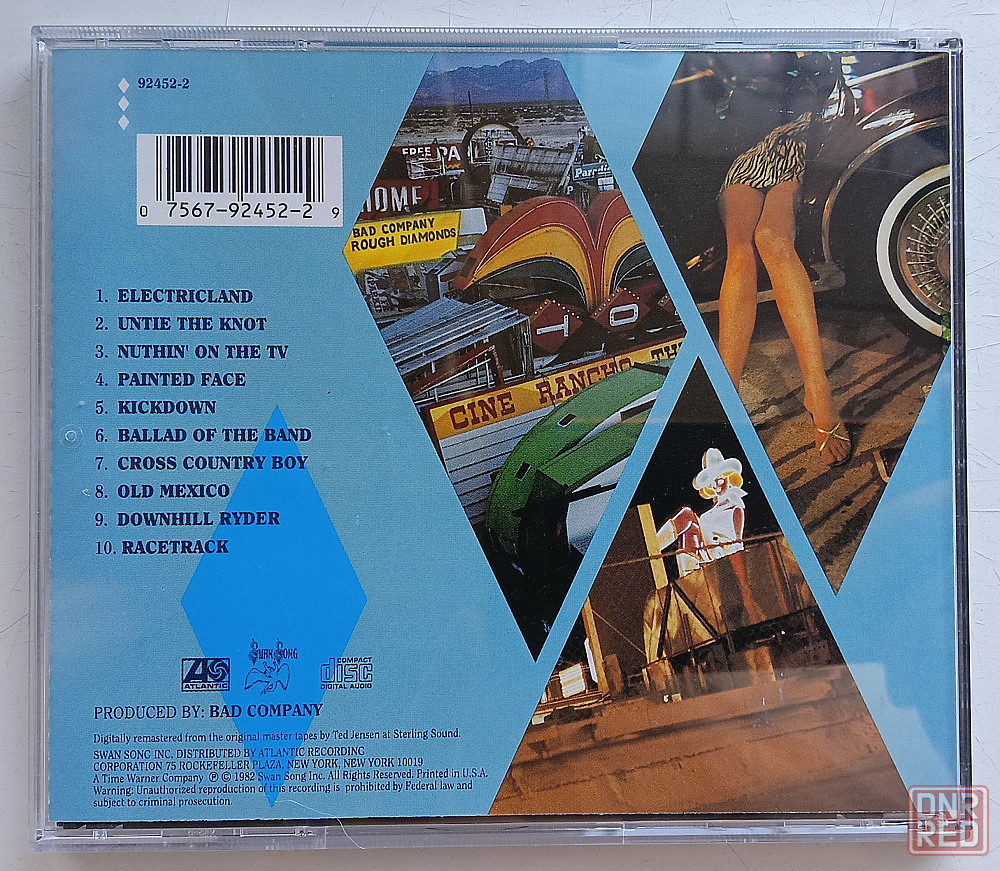 92452-2
0 7567-92452-2 9
FREE PA
HOME
BAD COMPANY
ROUGH DIAMONDS
TO
CINE RANCHO TH
1. ELECTRICLAND
2. UNTIE THE KNOT
3. NUTHIN' ON THE TV
4. PAINTED FACE
5. KICKDOWN
6. BALLAD OF THE BAND
7. CROSS COUNTRY BOY
8. OLD MEXICO
9. DOWNHILL RYDER
10. RACETRACK
ATLANTIC
SWAN SONG
COMPACT
disc
DIGITAL AUDIO
PRODUCED BY: BAD COMPANY
Digitally remastered from the original master tapes by Ted Jensen at Sterling Sound.
SWAN SONG INC. DISTRIBUTED BY ATLANTIC RECORDING
CORPORATION 75 ROCKEFELLER PLAZA, NEW YORK, NEW YORK 10019
A Time Warner Company ℗ © 1982 Swan Song Inc. All Rights Reserved. Printed in U.S.A.
Warning: Unauthorized reproduction of this recording is prohibited by Federal law and
subject to criminal prosecution.
DNR
RED